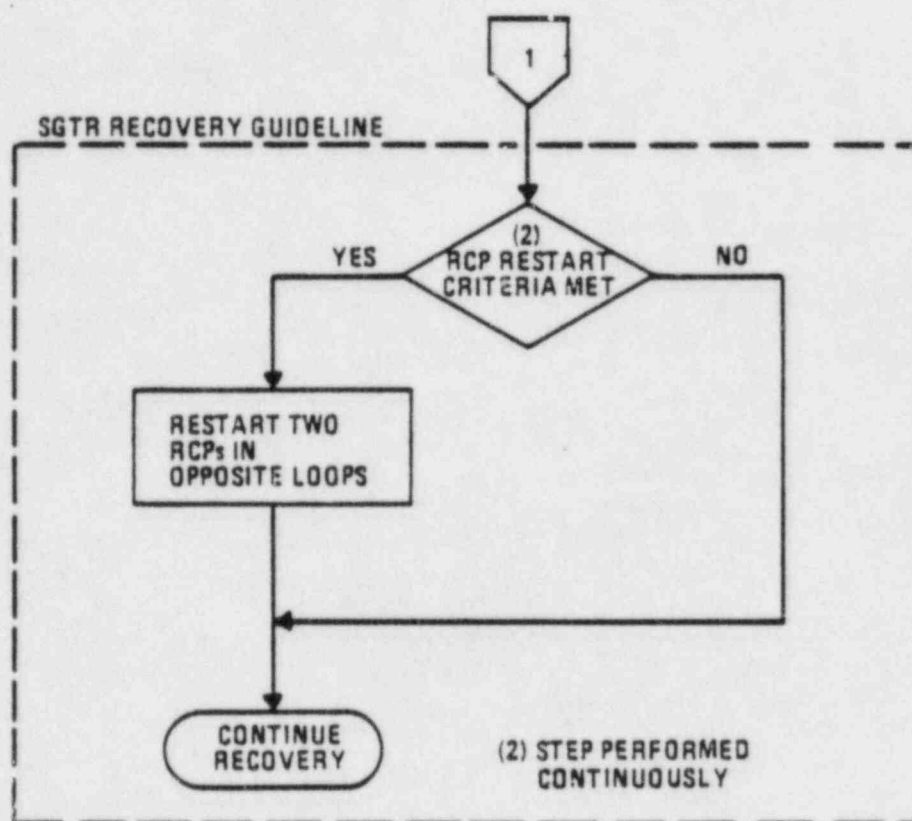 1
SGTR RECOVERY GUIDELINE
(2)
RCP RESTART
CRITERIA MET
YES
NO
RESTART TWO
RCPs IN
OPPOSITE LOOPS
CONTINUE
RECOVERY
(2) STEP PERFORMED
CONTINUOUSLY